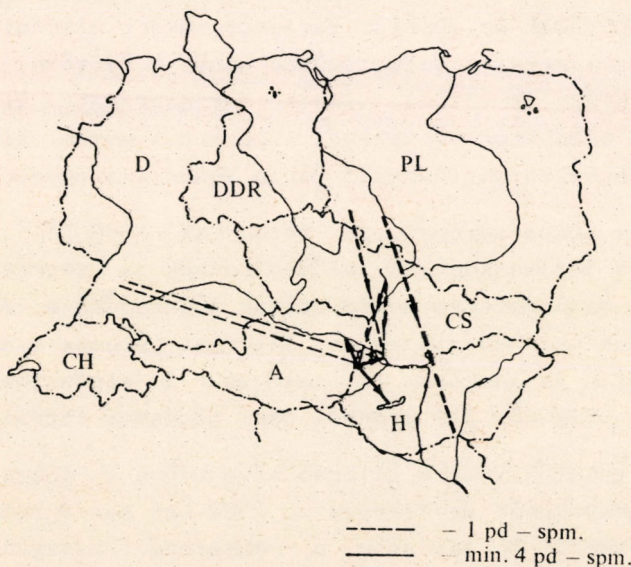 D
DDR
PL
CS
CH
A
H
– 1 pd – spm.
– min. 4 pd – spm.